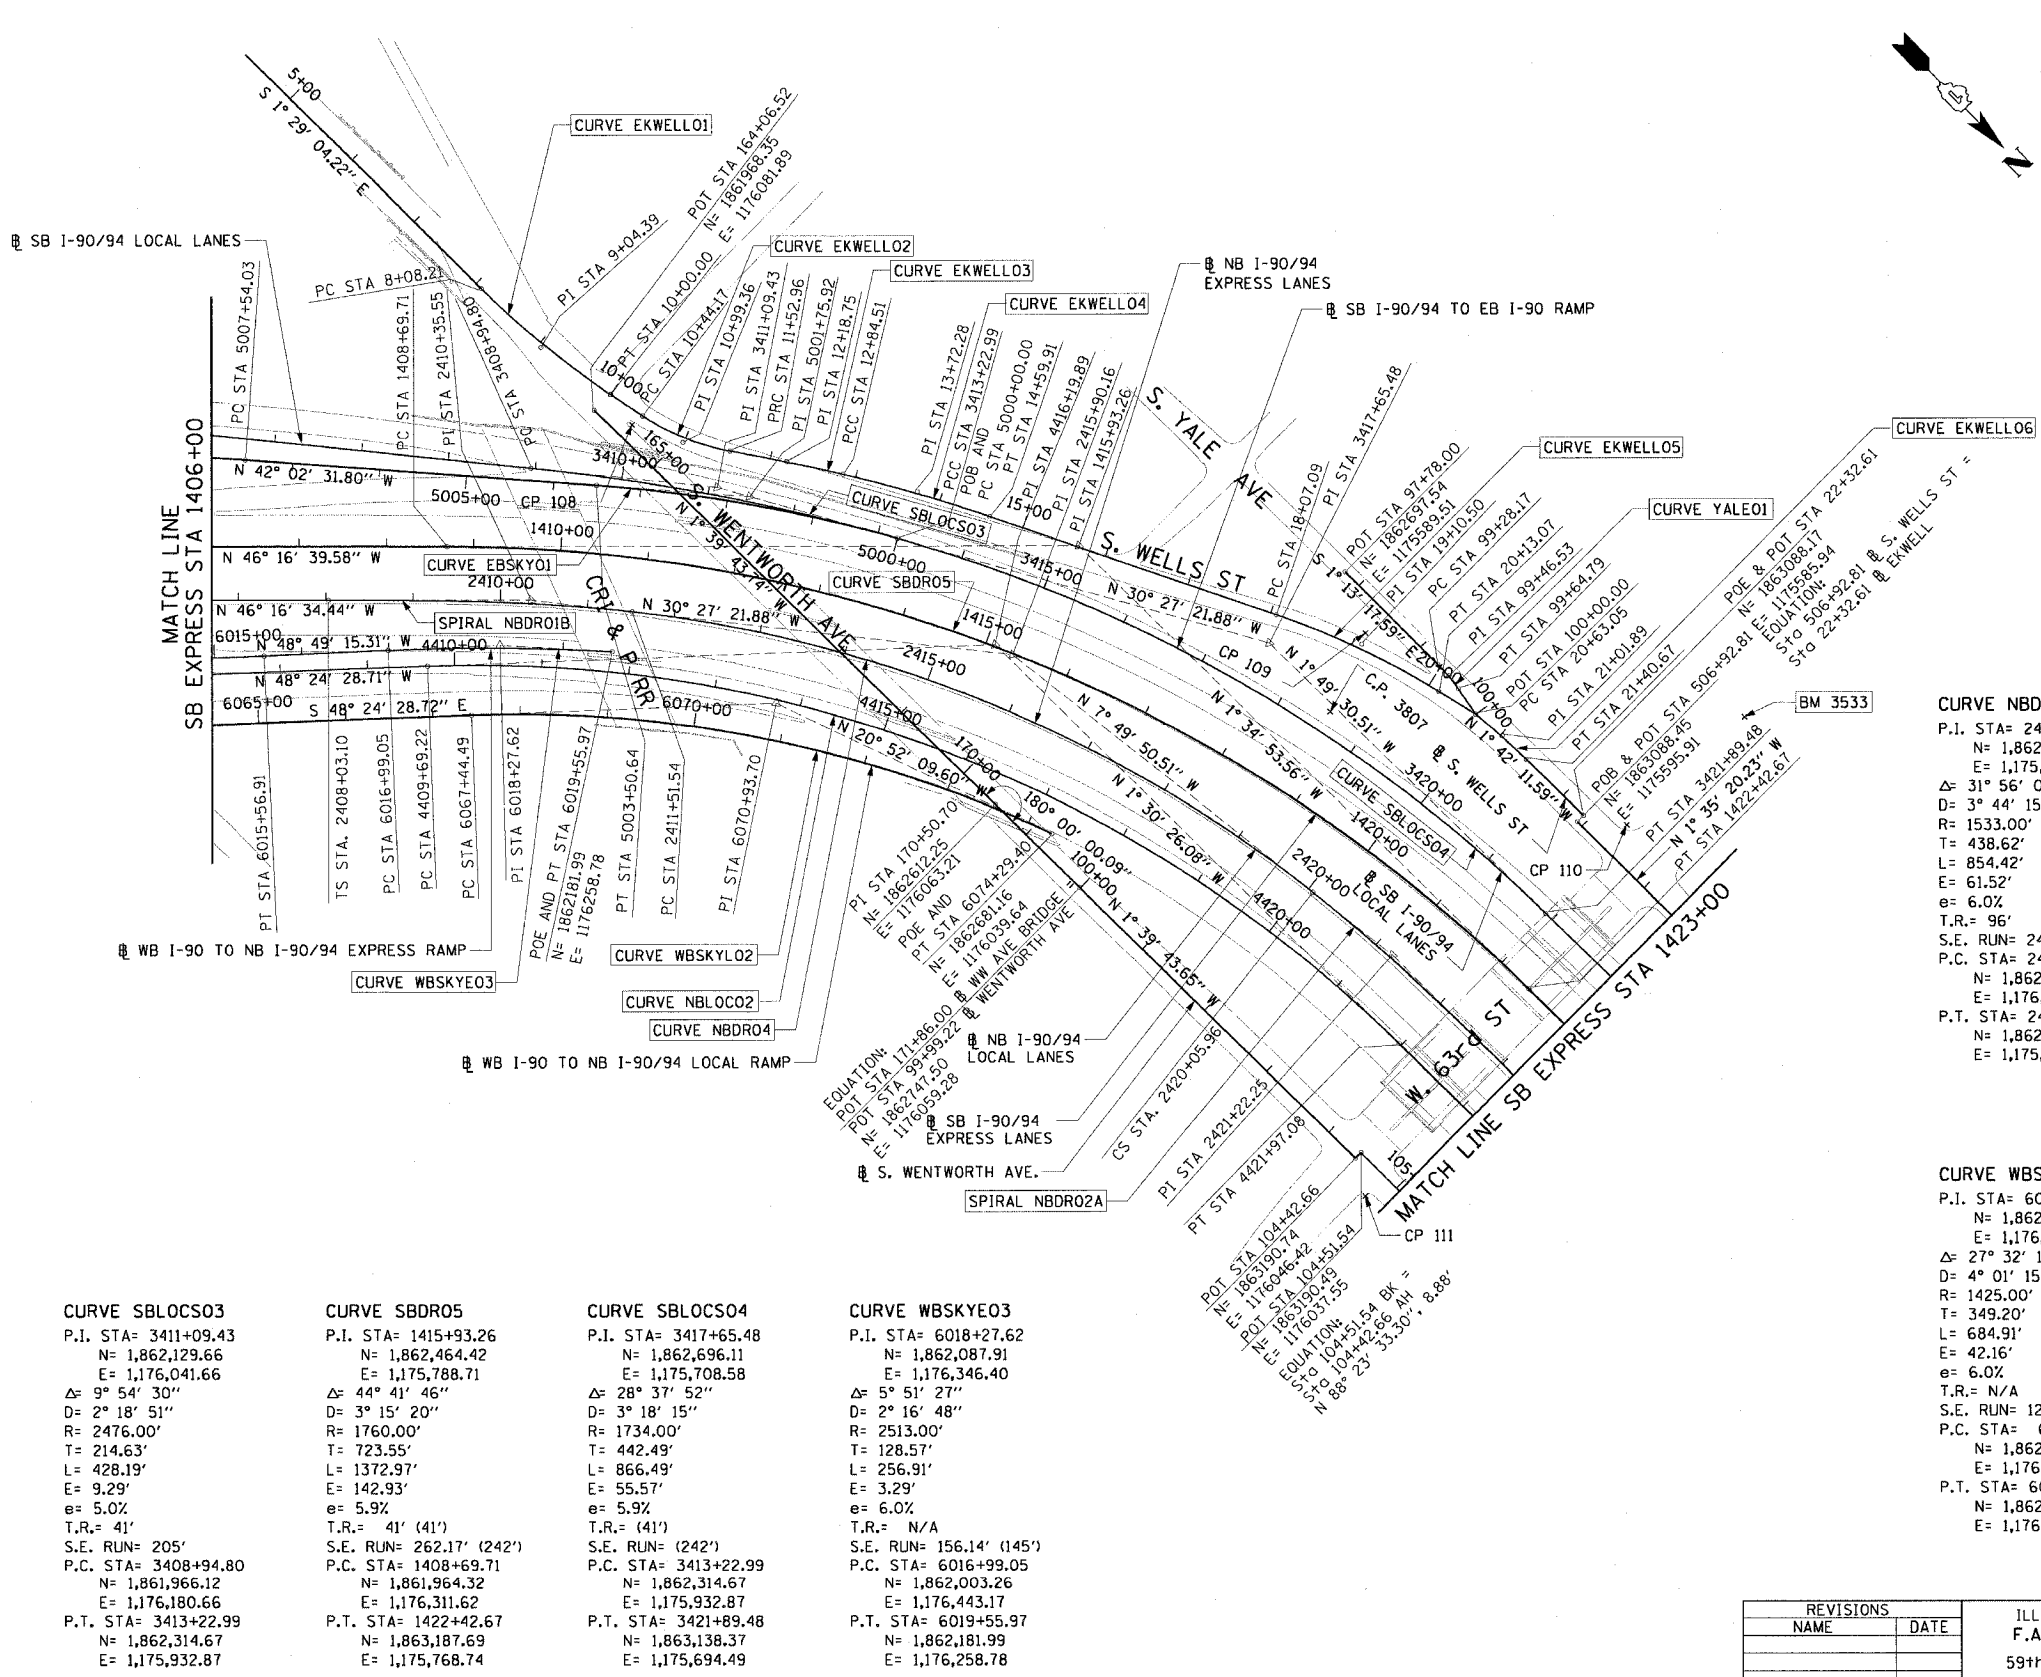 5+00
S 1° 29' 04.22" E
CURVE EKWELL01
POT STA 164+06.52
N= 1861968.35
E= 1176081.89
PI STA 9+04.39
PT STA 10+00.00
PC STA 10+44.17
10+00
PI STA 10+99.36
CURVE EKWELL02
PI STA 3411+09.43
PRC STA 11+52.96
PI STA 5001+75.92
PI STA 12+18.75
PCC STA 12+84.51
CURVE EKWELL03
CURVE EKWELL04
PI STA 13+72.28
PCC STA 3413+22.99
POB AND
PC STA 5000+00.00
PT STA 14+59.91
PI STA 4416+19.89
PI STA 2415+90.16
PI STA 1415+93.26
℄ NB I-90/94
EXPRESS LANES
℄ SB I-90/94 TO EB I-90 RAMP
℄ SB I-90/94 LOCAL LANES
PC STA 5007+54.03
PC STA 8+08.21
PC STA 1408+69.71
PI STA 2410+35.55
PC STA 3408+94.80
S. YALE
AVE
PC STA 18+07.09
PI STA 3417+65.48
S 1° 13' 17.59" E
POT STA 97+78.00
N= 1862697.54
E= 1175589.51
PI STA 19+10.50
PC STA 99+28.17
PT STA 20+13.07
PI STA 99+46.53
PT STA 99+64.79
POT STA 100+00.00
PC STA 20+63.05
PI STA 21+01.89
PT STA 21+40.67
CURVE EKWELL05
CURVE EKWELL06
CURVE YALE01
POE & POT STA 22+32.61
N= 1863088.17
E= 1175585.94
EQUATION:
Sta 506+92.81 ℄ S. WELLS ST =
Sta 22+32.61 ℄ EKWELL
POB & POT STA 506+92.81
N= 1863088.45
E= 1175595.91
BM 3533
PT STA 3421+89.48
N 1° 35' 20.23" W
PT STA 1422+42.67
N
MATCH LINE
SB EXPRESS STA 1406+00
N 42° 02' 31.80" W
5005+00
CP 108
1410+00
3410+00
165+00
S. WENTWORTH AVE
N 1° 39' 43.74" W
CURVE SBLOCS03
15+00
5000+00
S. WELLS ST
3415+00
N 46° 16' 39.58" W
CURVE EBSKY01
2410+00
CRI & P RR
CURVE SBDR05
N 30° 27' 21.88" W
CP 109
N 1° 49' 30.51" W
20+00
100+00
N 1° 42' 11.59" W
C.P. 3807
℄ S. WELLS ST
N 46° 16' 34.44" W
SPIRAL NBDR01B
N 30° 27' 21.88" W
1415+00
2415+00
6015+00
N 48° 49' 15.31" W
4410+00
N 48° 24' 28.71" W
6065+00
S 48° 24' 28.72" E
6070+00
4415+00
N 20° 52' 09.60" W
170+00
N 7° 49' 50.51" W
N 1° 34' 53.56" W
N 1° 30' 26.08" W
3420+00
CURVE SBLOCS04
1420+00
2420+00
4420+00
℄ SB I-90/94
LOCAL
LANES
CP 110
180° 00' 00.09"
100+00
N 1° 39' 43.65" W
PT STA 6015+56.91
TS STA. 2408+03.10
PC STA 6016+99.05
PC STA 4409+69.22
PC STA 6067+44.49
PI STA 6018+27.62
POE AND PT STA 6019+55.97
N= 1862181.99
E= 1176258.78
PT STA 5003+50.64
PC STA 2411+51.54
PI STA 6070+93.70
℄ WB I-90 TO NB I-90/94 EXPRESS RAMP
CURVE WBSKYE03
CURVE WBSKYL02
CURVE NBLOC02
CURVE NBDR04
℄ WB I-90 TO NB I-90/94 LOCAL RAMP
PI STA 170+50.70
N= 1862612.25
E= 1176063.21
POE AND
PT STA 6074+29.40
N= 1862681.16
E= 1176039.64
EQUATION:
POT STA 171+86.00 ℄ WW AVE BRIDGE =
POT STA 99+99.22 ℄ WENTWORTH AVE
N= 1862747.50
E= 1176059.28
℄ NB I-90/94
LOCAL LANES
℄ SB I-90/94
EXPRESS LANES
℄ S. WENTWORTH AVE.
SPIRAL NBDR02A
CS STA. 2420+05.96
PI STA 2421+22.25
PT STA 4421+97.08
W. 63rd ST
105
MATCH LINE SB EXPRESS STA 1423+00
CP 111
POT STA 104+42.66
N= 1863190.74
E= 1176046.42
POT STA 104+51.54
N= 1863190.49
E= 1176037.55
EQUATION:
Sta 104+51.54 BK =
Sta 104+42.66 AH
N 88° 23' 33.30", 8.88'
CURVE NBD
P.I. STA= 24
N= 1,862
E= 1,175,
Δ= 31° 56' 0
D= 3° 44' 15
R= 1533.00'
T= 438.62'
L= 854.42'
E= 61.52'
e= 6.0%
T.R.= 96'
S.E. RUN= 24
P.C. STA= 24
N= 1,862
E= 1,176
P.T. STA= 24
N= 1,862
E= 1,175,
CURVE WBS
P.I. STA= 60
N= 1,862
E= 1,176,
Δ= 27° 32' 1
D= 4° 01' 15
R= 1425.00'
T= 349.20'
L= 684.91'
E= 42.16'
e= 6.0%
T.R.= N/A
S.E. RUN= 12
P.C. STA= 6
N= 1,862
E= 1,176
P.T. STA= 60
N= 1,862
E= 1,176
CURVE SBLOCS03
P.I. STA= 3411+09.43
N= 1,862,129.66
E= 1,176,041.66
Δ= 9° 54' 30"
D= 2° 18' 51"
R= 2476.00'
T= 214.63'
L= 428.19'
E= 9.29'
e= 5.0%
T.R.= 41'
S.E. RUN= 205'
P.C. STA= 3408+94.80
N= 1,861,966.12
E= 1,176,180.66
P.T. STA= 3413+22.99
N= 1,862,314.67
E= 1,175,932.87
CURVE SBDR05
P.I. STA= 1415+93.26
N= 1,862,464.42
E= 1,175,788.71
Δ= 44° 41' 46"
D= 3° 15' 20"
R= 1760.00'
T= 723.55'
L= 1372.97'
E= 142.93'
e= 5.9%
T.R.= 41' (41')
S.E. RUN= 262.17' (242')
P.C. STA= 1408+69.71
N= 1,861,964.32
E= 1,176,311.62
P.T. STA= 1422+42.67
N= 1,863,187.69
E= 1,175,768.74
CURVE SBLOCS04
P.I. STA= 3417+65.48
N= 1,862,696.11
E= 1,175,708.58
Δ= 28° 37' 52"
D= 3° 18' 15"
R= 1734.00'
T= 442.49'
L= 866.49'
E= 55.57'
e= 5.9%
T.R.= (41')
S.E. RUN= (242')
P.C. STA= 3413+22.99
N= 1,862,314.67
E= 1,175,932.87
P.T. STA= 3421+89.48
N= 1,863,138.37
E= 1,175,694.49
CURVE WBSKYE03
P.I. STA= 6018+27.62
N= 1,862,087.91
E= 1,176,346.40
Δ= 5° 51' 27"
D= 2° 16' 48"
R= 2513.00'
T= 128.57'
L= 256.91'
E= 3.29'
e= 6.0%
T.R.= N/A
S.E. RUN= 156.14' (145')
P.C. STA= 6016+99.05
N= 1,862,003.26
E= 1,176,443.17
P.T. STA= 6019+55.97
N= 1,862,181.99
E= 1,176,258.78
REVISIONS
NAME DATE
ILL
F.A
59th